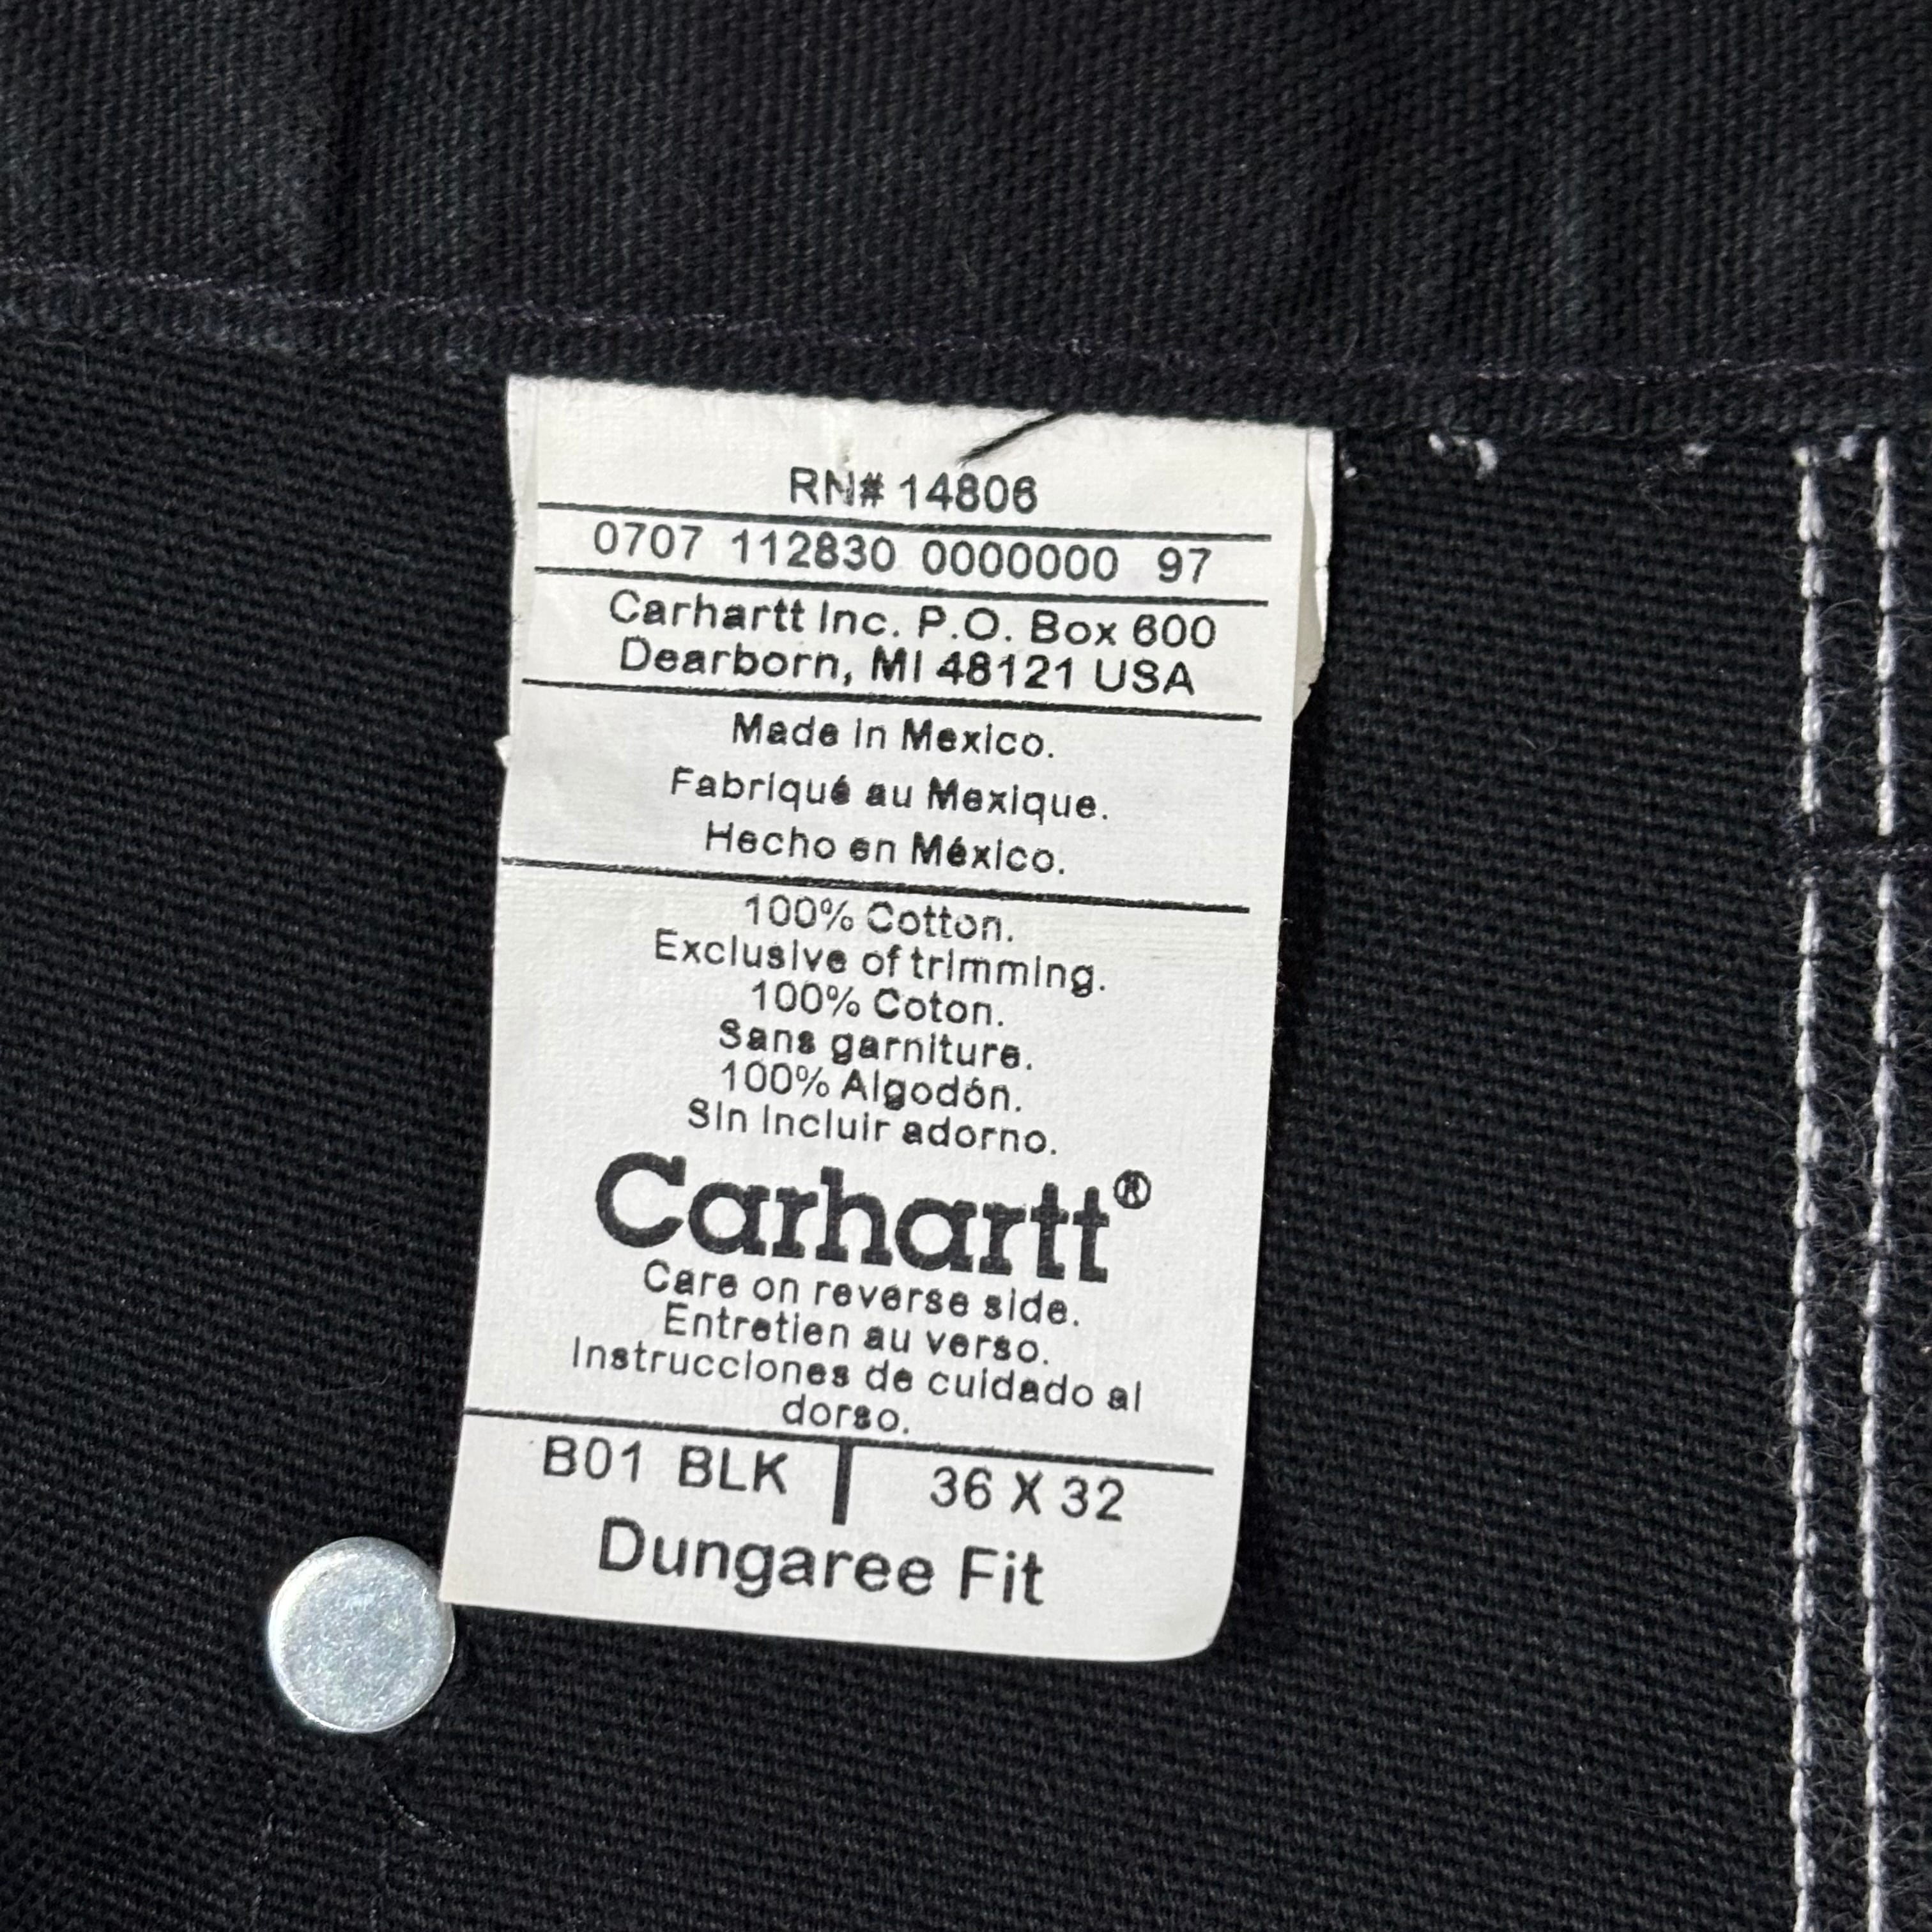 RN# 14806
0707 112830 0000000 97
Carhartt Inc. P.O. Box 600
Dearborn, MI 48121 USA
Made in Mexico.
Fabriqué au Mexique.
Hecho en México.
100% Cotton.
Exclusive of trimming.
100% Coton.
Sans garniture.
100% Algodón.
Sin incluir adorno.
Carhartt®
Care on reverse side.
Entretien au verso.
Instrucciones de cuidado al
dorso.
B01 BLK 36 X 32
Dungaree Fit